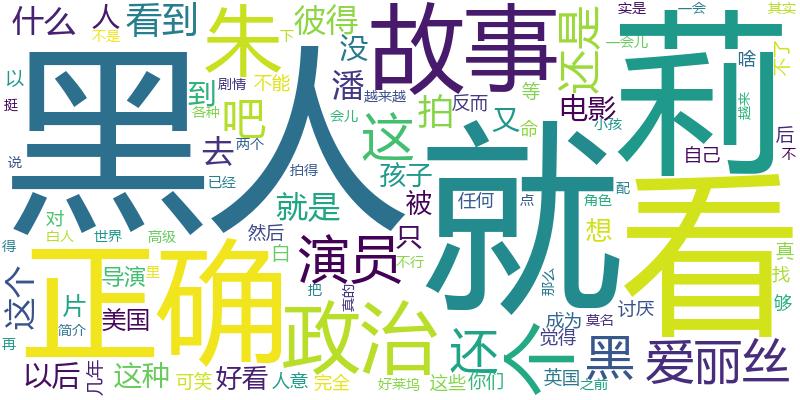 什么 人 看到 朱 彼得 没 故事 还是 莉 实是 一会 其实
不是 下 一会儿 啥 不了
以 到 剧情 不能 潘 越来越 反而 等 电影
挺 各种 吧 会儿 拍 又 命 小孩 越来 后
黑人 去 两个 这 就 自己 不
说 已经 拍得 孩子 任何 点 角色 配
对 就是 被 看
得 白人 世界 高级 然后 白 只 想 真
这个 正确 演员 不行 那么 找
片 导演 里 把 真的 成为 莫名 讨厌 够
再 简介 美国 政治 还 个 觉得 黑 爱丽丝
以后 几年 这种 可笑 好看 人意 完全 好莱坞 这些 你们 英国 之前